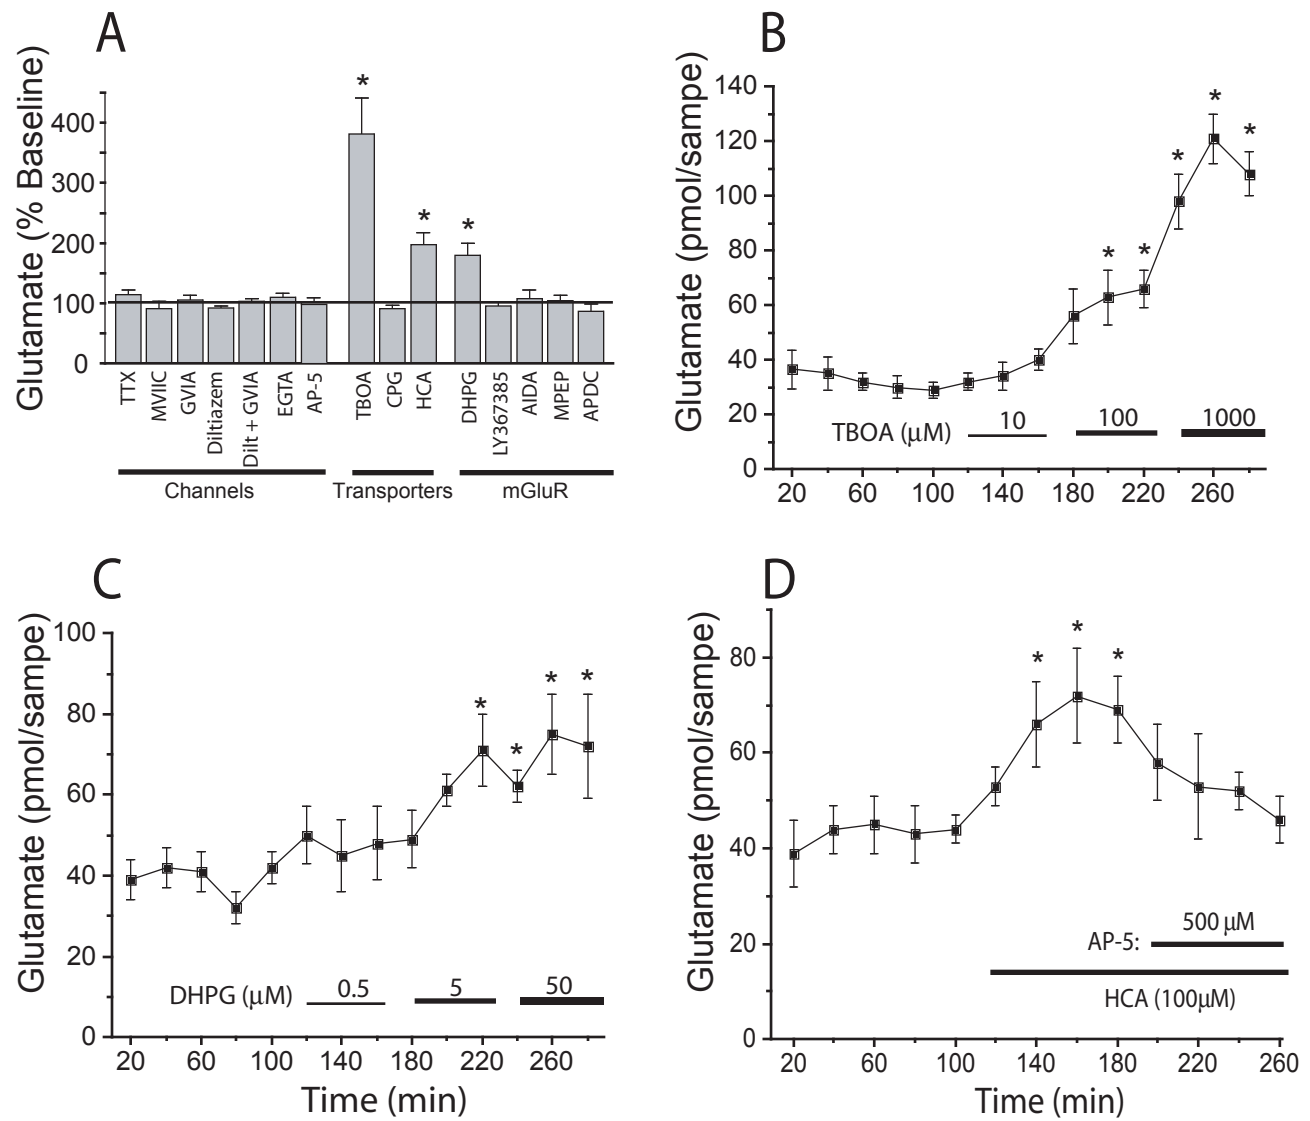 A
Glutamate (% Baseline)
400
300
200
100
0
*
*
*
TTX
MVIIC
GVIA
Diltiazem
Dilt + GVIA
EGTA
AP-5
TBOA
CPG
HCA
DHPG
LY367385
AIDA
MPEP
APDC
Channels
Transporters
mGluR
B
Glutamate (pmol/sampe)
140
120
100
80
60
40
20
0
*
*
*
*
*
TBOA (μM)
10
100
1000
20 60 100 140 180 220 260
C
Glutamate (pmol/sampe)
100
80
60
40
20
0
*
*
*
*
DHPG (μM)
0.5
5
50
20 60 100 140 180 220 260
Time (min)
D
Glutamate (pmol/sampe)
80
60
40
20
0
*
*
*
500 μM
AP-5:
HCA (100μM)
20 60 100 140 180 220 260
Time (min)